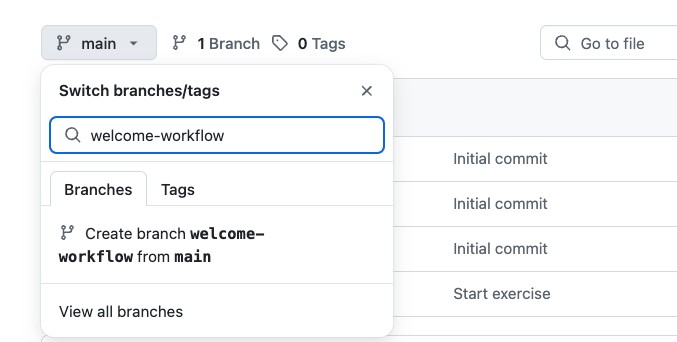 main 1 Branch 0 Tags Go to file
Switch branches/tags
welcome-workflow
Branches Tags
Initial commit
Initial commit
Create branch welcome-
workflow from main
Initial commit
Start exercise
View all branches